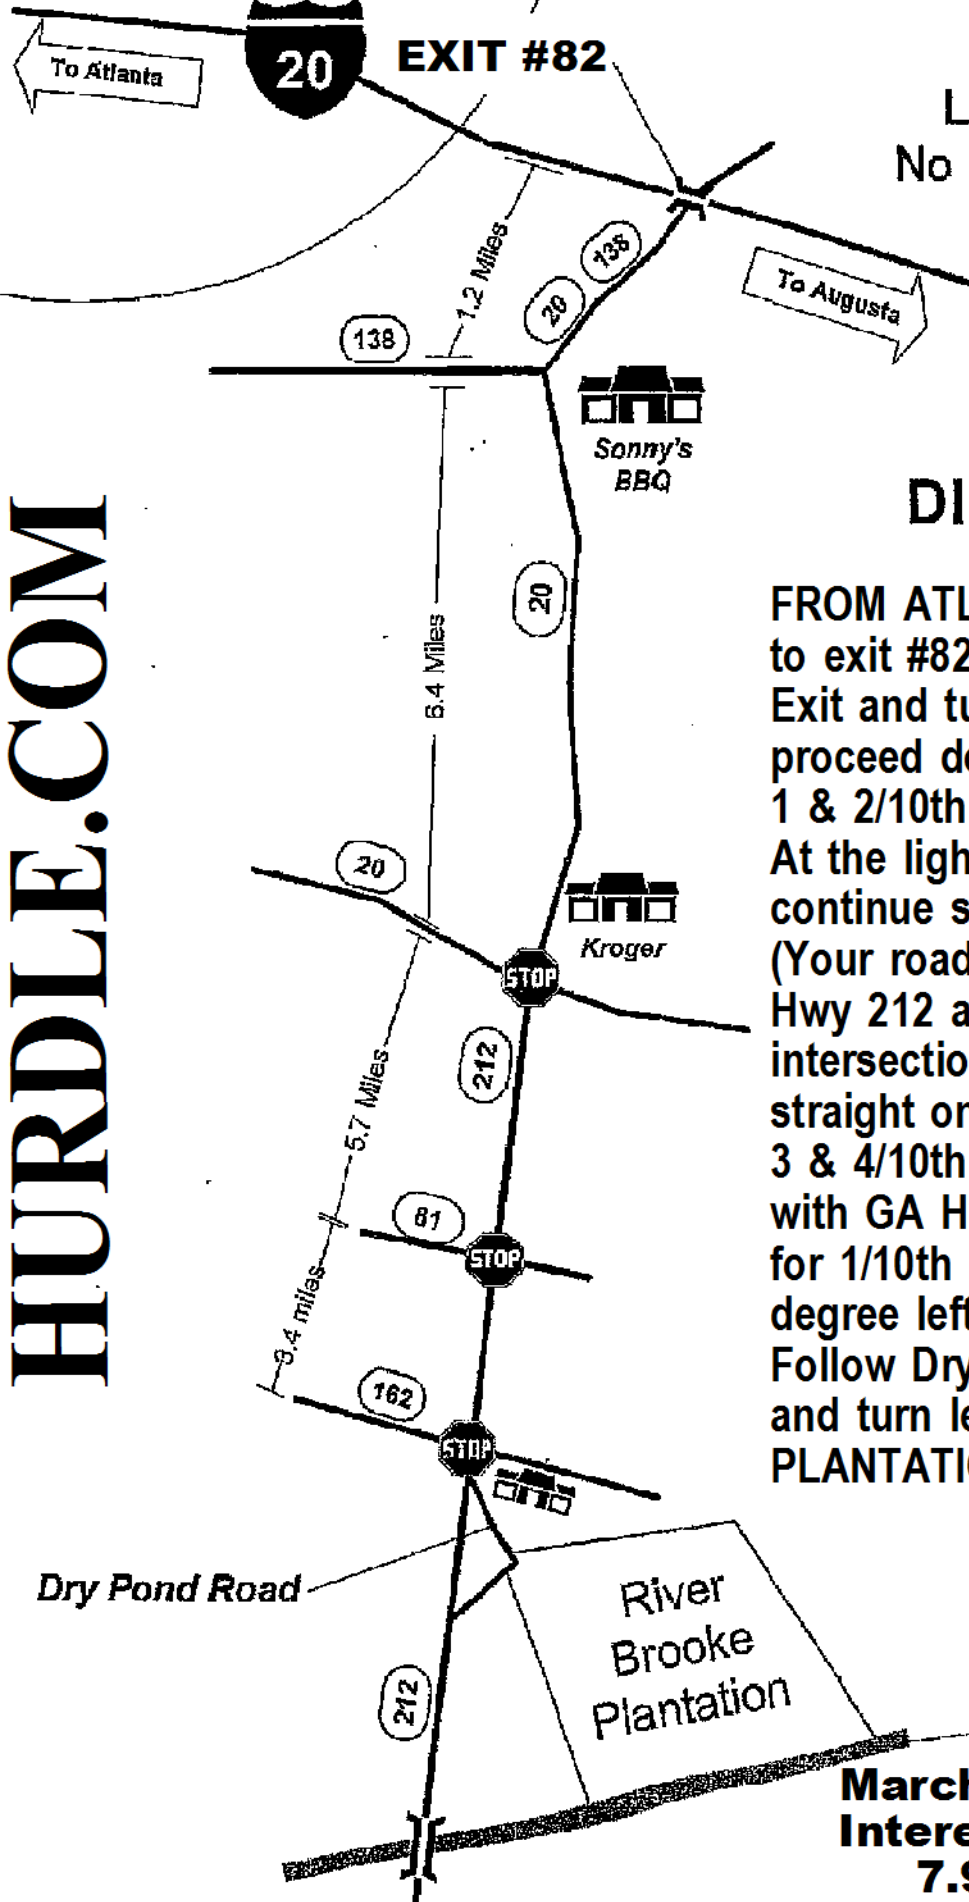 20
EXIT #82
To Atlanta
L
No
138
20
1.2 Miles
To Augusta
138
Sonny's
BBQ
HURDLE.COM
DI
20
6.4 Miles
FROM ATL
to exit #82
Exit and tu
proceed do
1 & 2/10th
At the ligh
continue s
(Your road
Hwy 212 a
intersectio
straight or
3 & 4/10th
with GA H
for 1/10th
degree left
Follow Dry
and turn le
PLANTATIO
20
Kroger
STOP
212
5.7 Miles
81
STOP
3.4 miles
162
STOP
Dry Pond Road
River
Brooke
Plantation
212
March
Intere
7.9